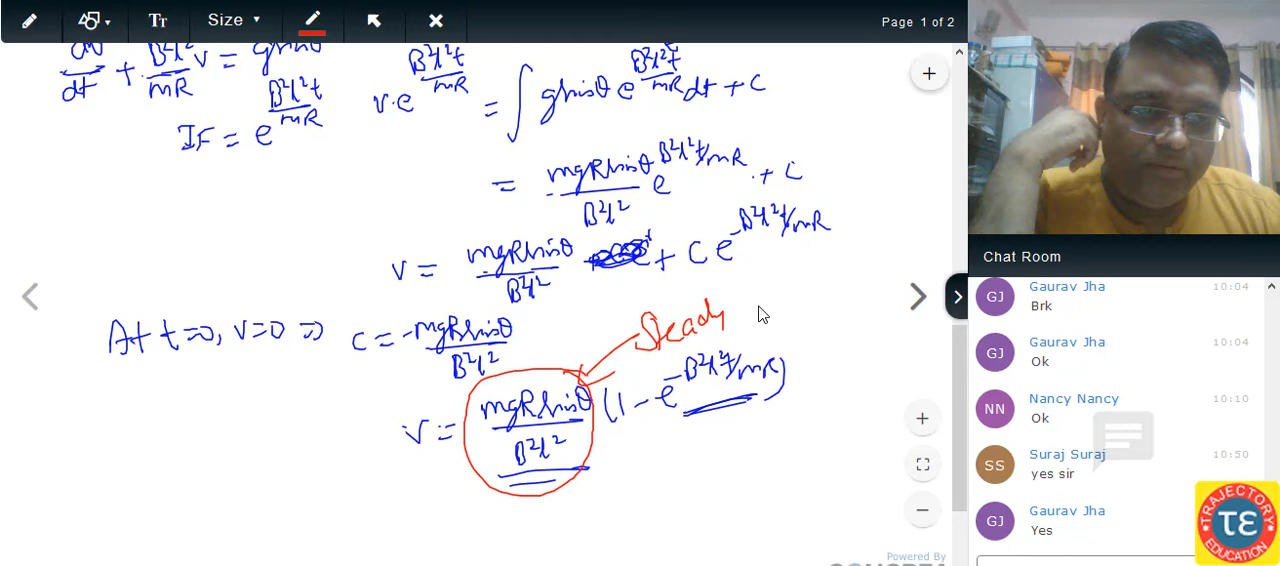 Tт Size Page 1 of 2
dv/dt + B²l²/mR v = g sinθ
v.e^(B²l²t/mR) = ∫ g sinθ e^(B²l²t/mR) dt + C
IF = e^(B²l²t/mR)
= mgR sinθ/B²l² e^(B²l²t/mR) + C
v = mgR sinθ/B²l² + C e^(-B²l²t/mR)
At t=0, v=0 ⇒ C = -mgR sinθ/B²l²
Steady
v = mgR sinθ/B²l² (1 - e^(-B²l²t/mR))
Powered By
Chat Room
GJ Gaurav Jha 10:04
Brk
GJ Gaurav Jha 10:04
Ok
NN Nancy Nancy 10:10
Ok
SS Suraj Suraj 10:50
yes sir
GJ Gaurav Jha
Yes
TRAJECTORY
TE
EDUCATION